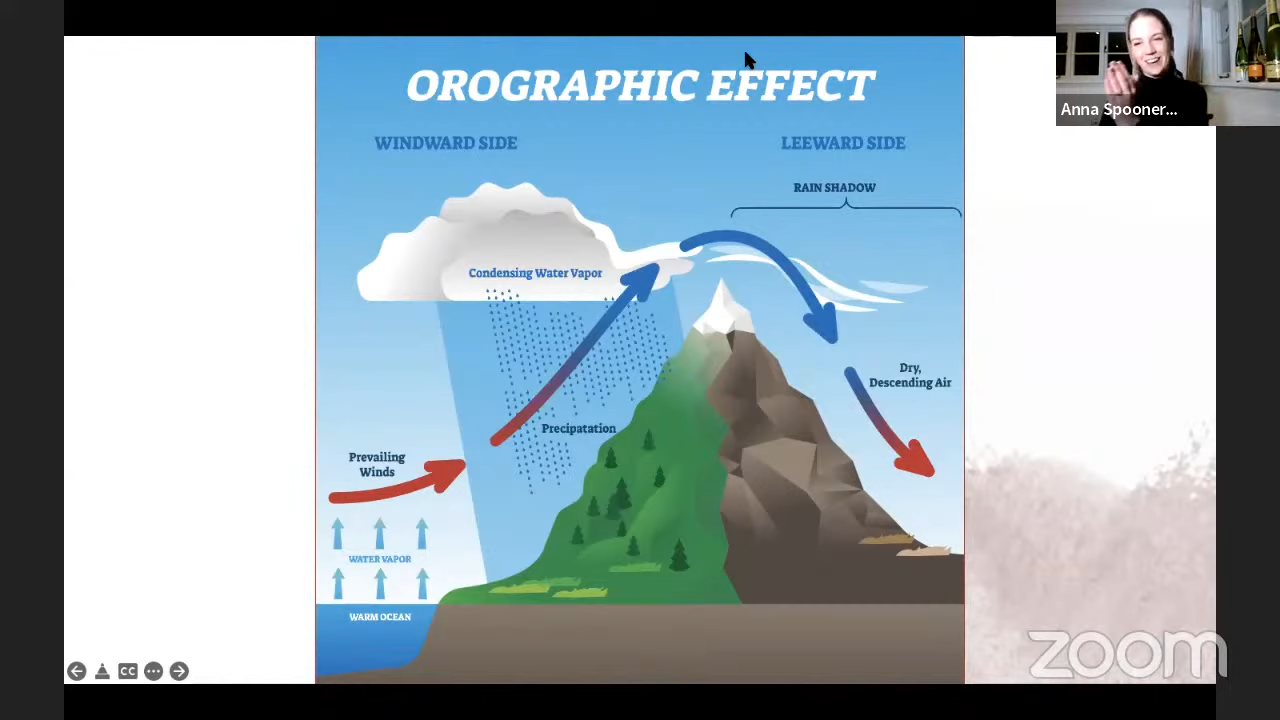 OROGRAPHIC EFFECT
WINDWARD SIDE
LEEWARD SIDE
RAIN SHADOW
Condensing Water Vapor
Dry,
Descending Air
Precipatation
Prevailing
Winds
WATER VAPOR
WARM OCEAN
Anna Spooner...
CC
zoom